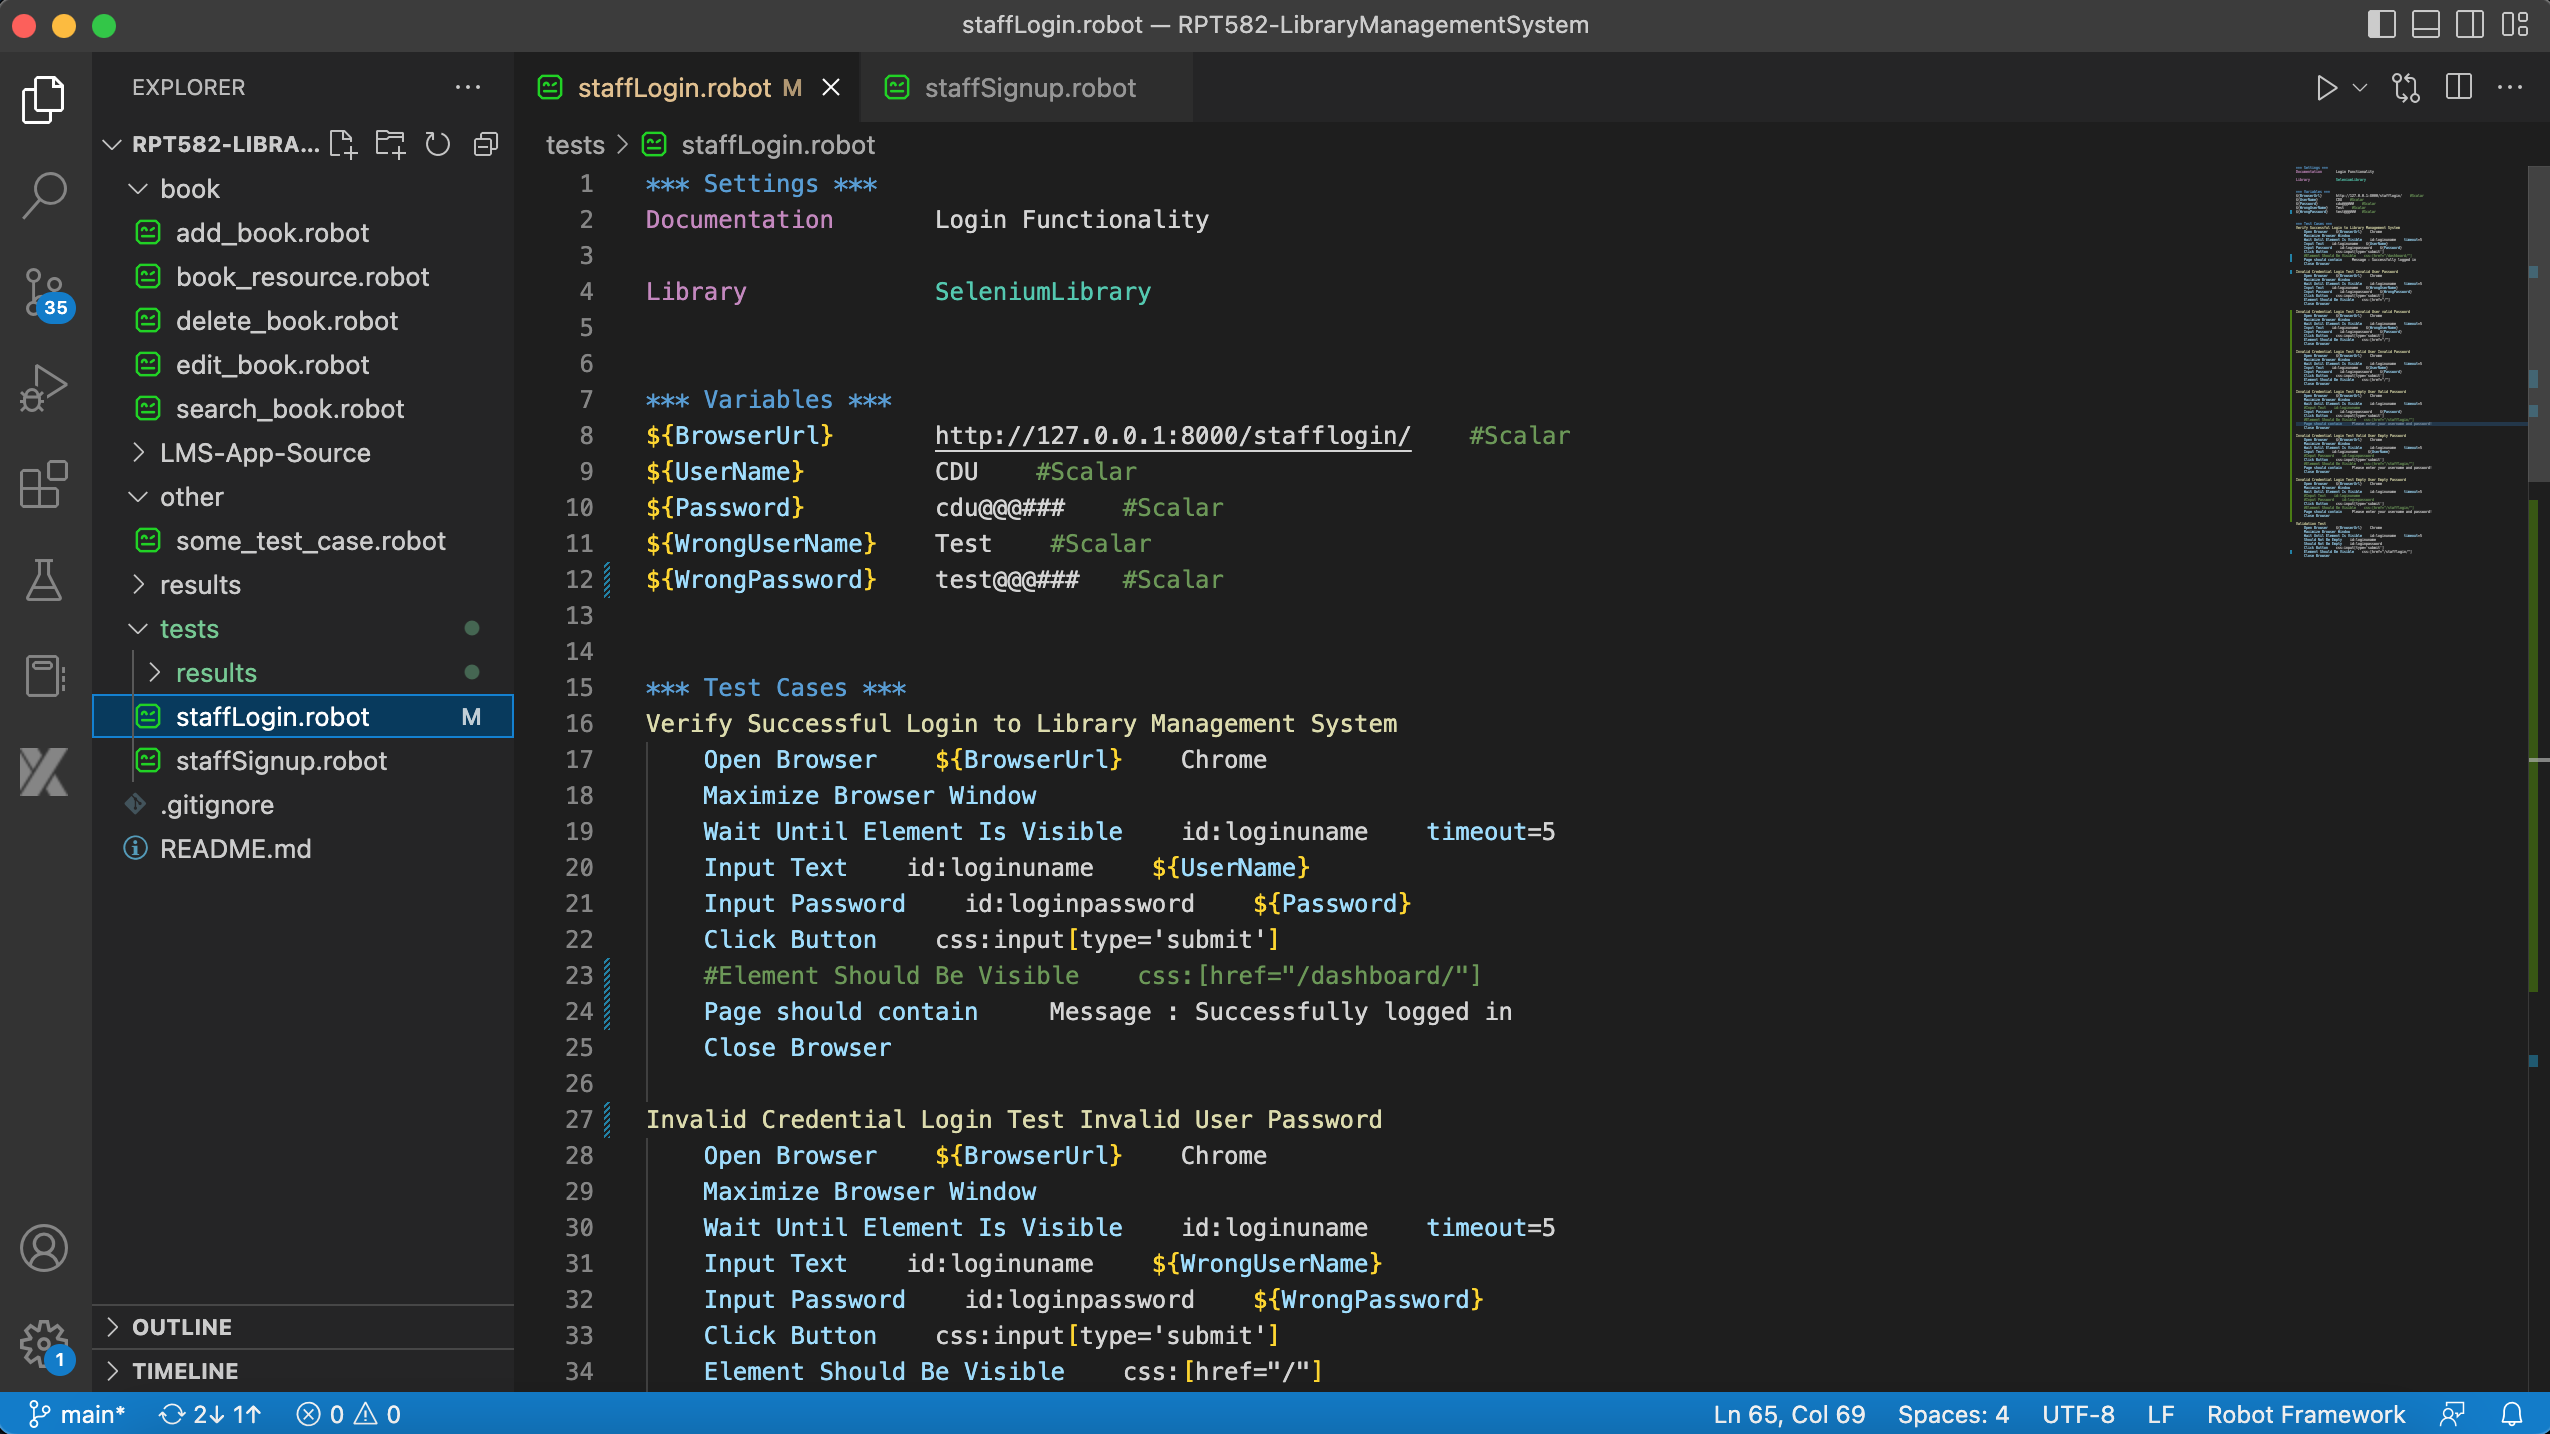 staffLogin.robot — RPT582-LibraryManagementSystem
EXPLORER
RPT582-LIBRA...
book
add_book.robot
book_resource.robot
delete_book.robot
edit_book.robot
search_book.robot
LMS-App-Source
other
some_test_case.robot
results
tests
results
staffLogin.robot M
staffSignup.robot
.gitignore
README.md
OUTLINE
TIMELINE
35
1
staffLogin.robot M
staffSignup.robot
tests > staffLogin.robot
1 *** Settings ***
2 Documentation Login Functionality
3
4 Library SeleniumLibrary
5
6
7 *** Variables ***
8 ${BrowserUrl} http://127.0.0.1:8000/stafflogin/ #Scalar
9 ${UserName} CDU #Scalar
10 ${Password} cdu@@@### #Scalar
11 ${WrongUserName} Test #Scalar
12 ${WrongPassword} test@@@### #Scalar
13
14
15 *** Test Cases ***
16 Verify Successful Login to Library Management System
17 Open Browser ${BrowserUrl} Chrome
18 Maximize Browser Window
19 Wait Until Element Is Visible id:loginuname timeout=5
20 Input Text id:loginuname ${UserName}
21 Input Password id:loginpassword ${Password}
22 Click Button css:input[type='submit']
23 #Element Should Be Visible css:[href="/dashboard/"]
24 Page should contain Message : Successfully logged in
25 Close Browser
26
27 Invalid Credential Login Test Invalid User Password
28 Open Browser ${BrowserUrl} Chrome
29 Maximize Browser Window
30 Wait Until Element Is Visible id:loginuname timeout=5
31 Input Text id:loginuname ${WrongUserName}
32 Input Password id:loginpassword ${WrongPassword}
33 Click Button css:input[type='submit']
34 Element Should Be Visible css:[href="/"]
main* 2↓ 1↑ 0 0
Ln 65, Col 69 Spaces: 4 UTF-8 LF Robot Framework